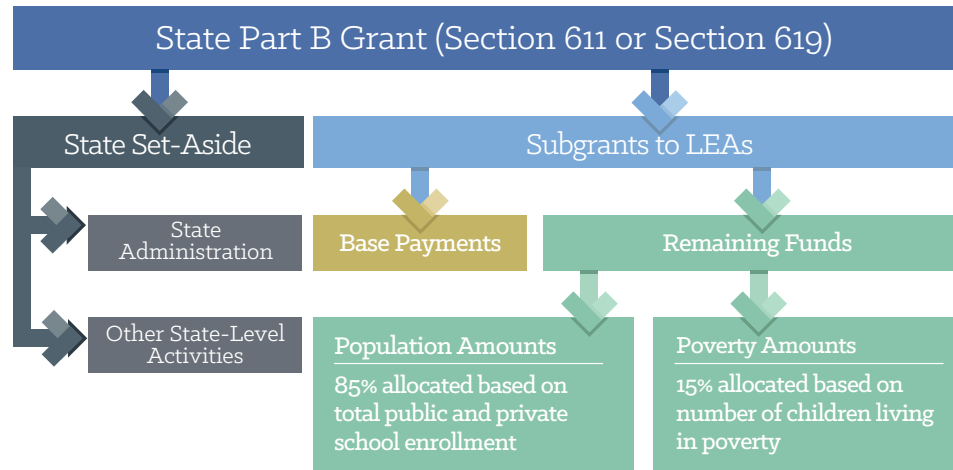 State Part B Grant (Section 611 or Section 619)
State Set-Aside
Subgrants to LEAs
State
Administration
Base Payments
Remaining Funds
Other State-Level
Activities
Population Amounts
85% allocated based on
total public and private
school enrollment
Poverty Amounts
15% allocated based on
number of children living
in poverty